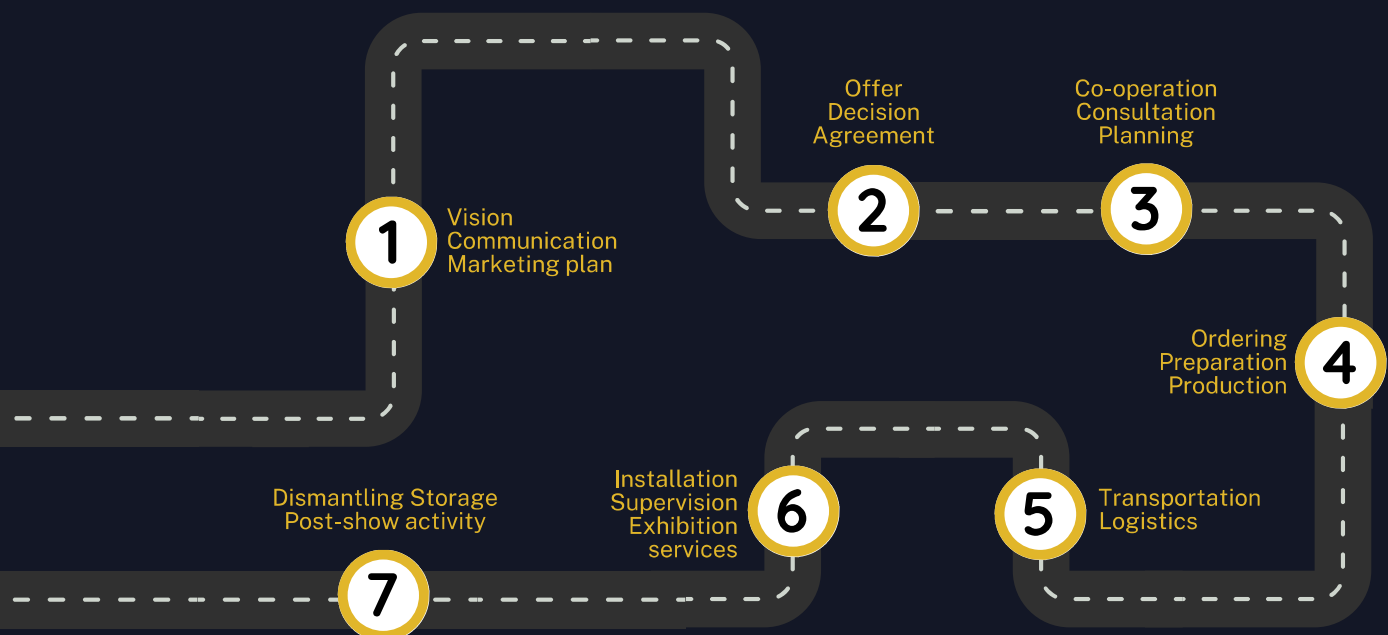 1
Vision
Communication
Marketing plan
Offer
Decision
Agreement
2
Co-operation
Consultation
Planning
3
Ordering
Preparation
Production
4
5
Transportation
Logistics
Installation
Supervision
Exhibition
services
6
Dismantling Storage
Post-show activity
7